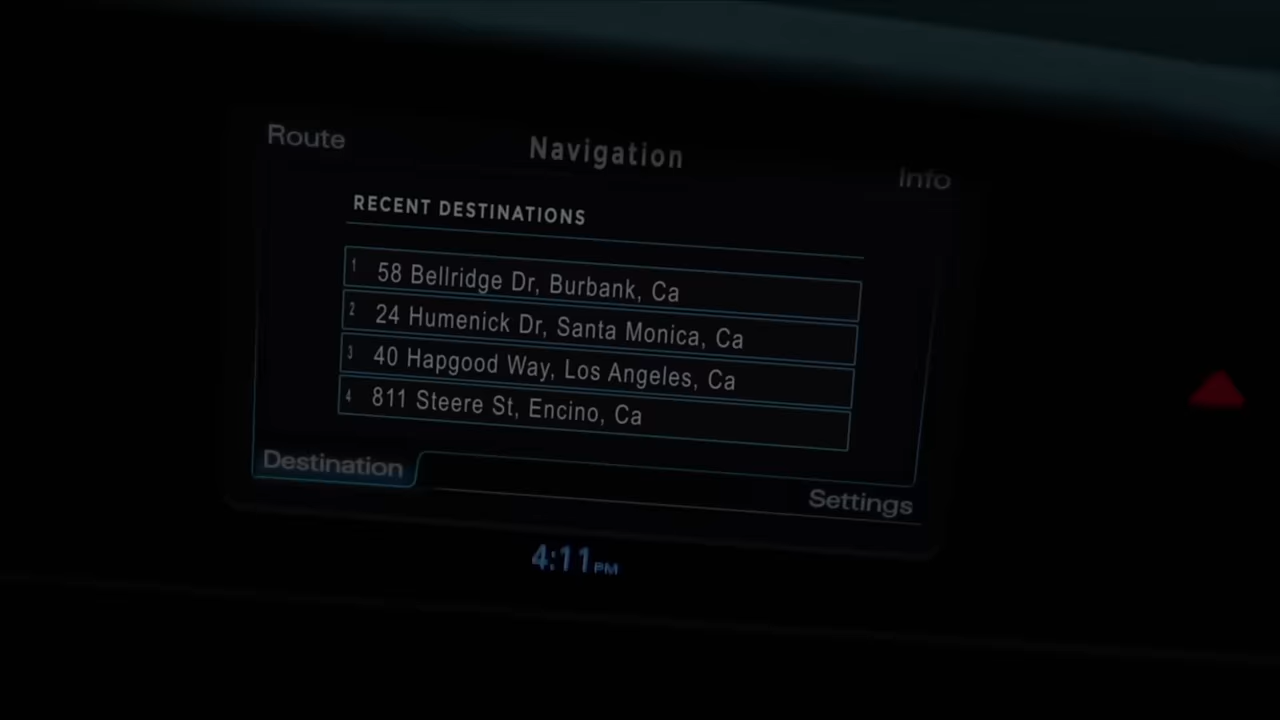 Route
Navigation
Info
RECENT DESTINATIONS
1 58 Bellridge Dr, Burbank, Ca
2 24 Humenick Dr, Santa Monica, Ca
3 40 Hapgood Way, Los Angeles, Ca
4 811 Steere St, Encino, Ca
Destination
Settings
4:11PM